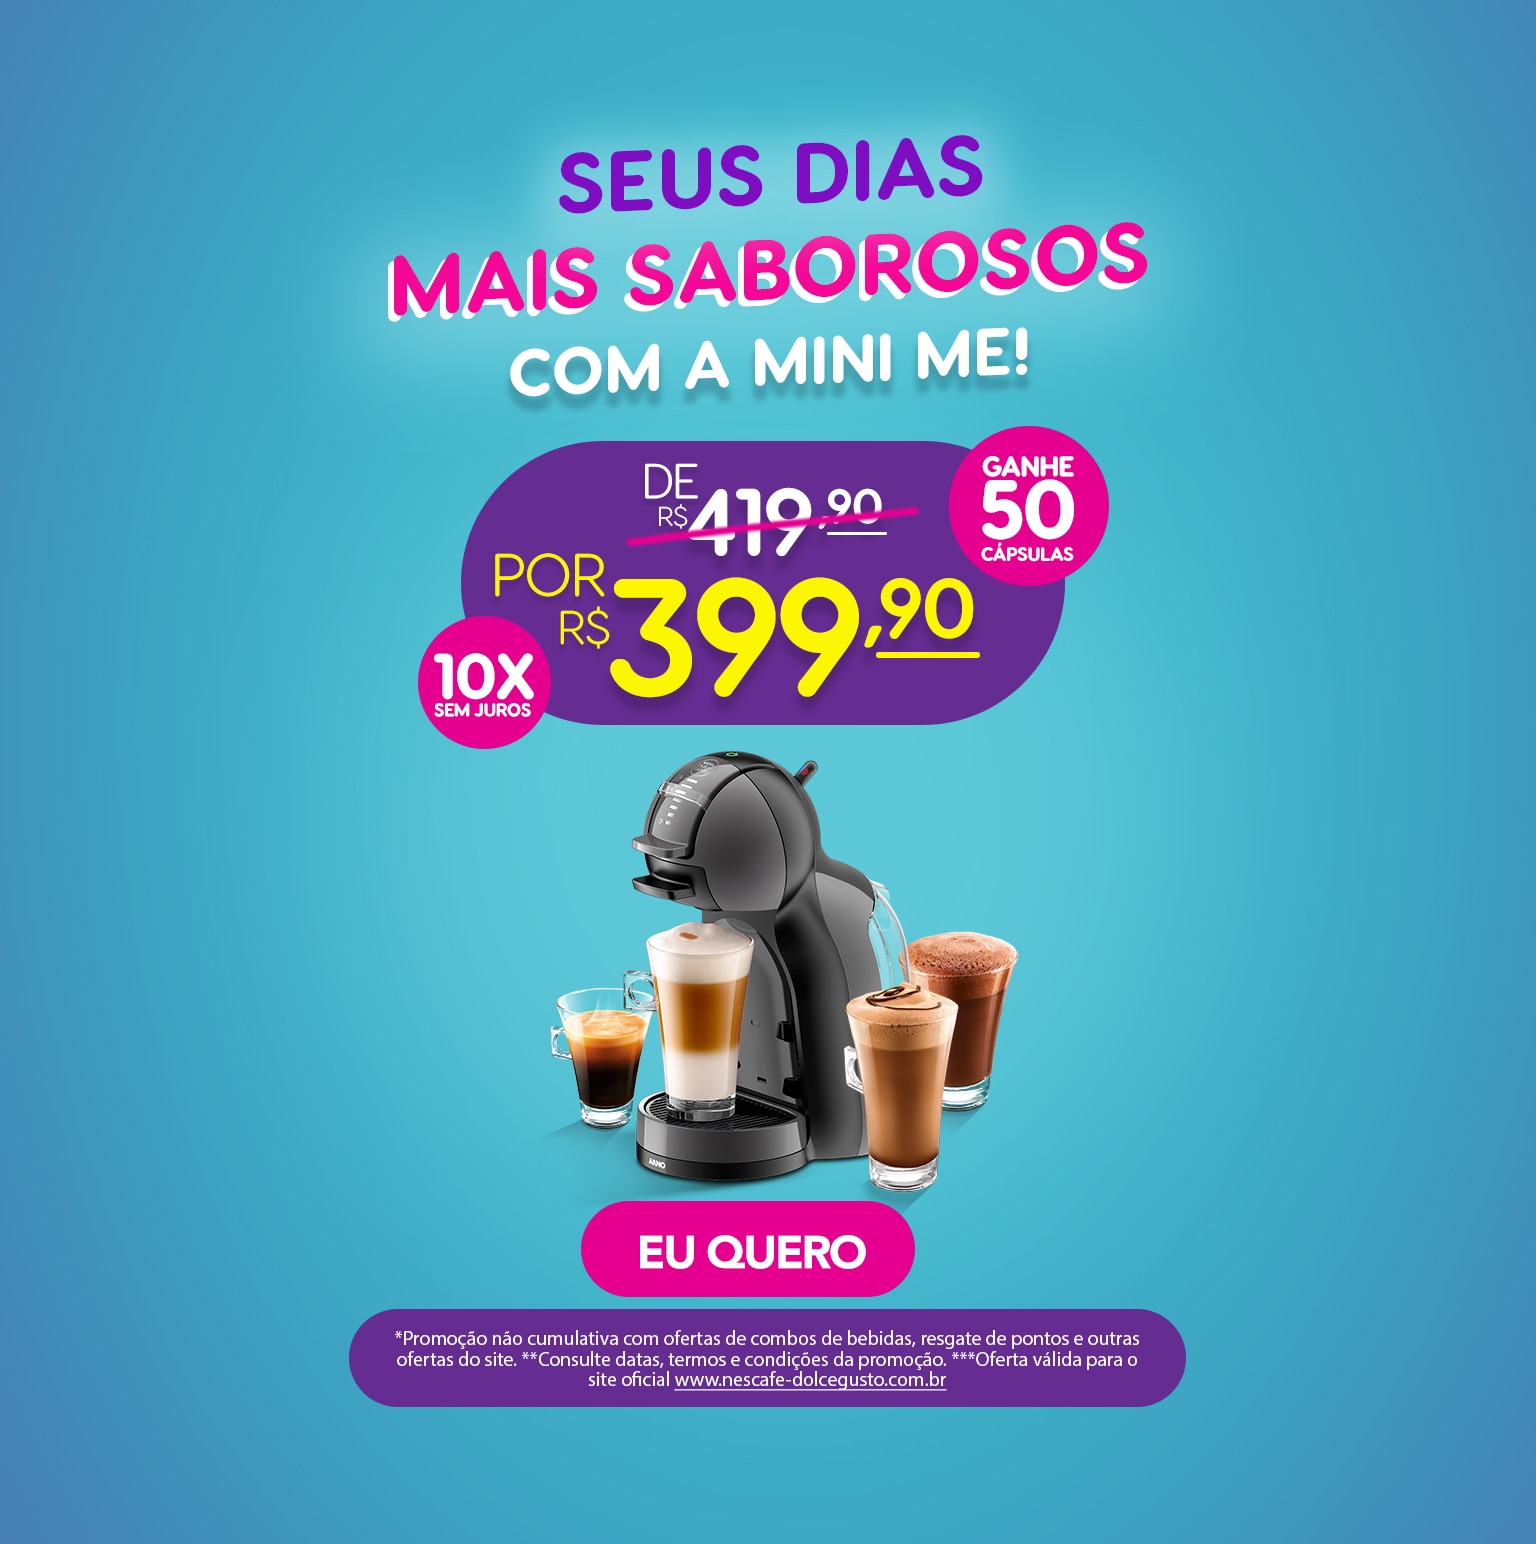 SEUS DIAS
MAIS SABOROSOS
COM A MINI ME!
DE
R$419,90
GANHE
50
CÁPSULAS
POR
R$399,90
10X
SEM JUROS
ARNO
EU QUERO
*Promoção não cumulativa com ofertas de combos de bebidas, resgate de pontos e outras
ofertas do site. **Consulte datas, termos e condições da promoção. ***Oferta válida para o
site oficial www.nescafe-dolcegusto.com.br